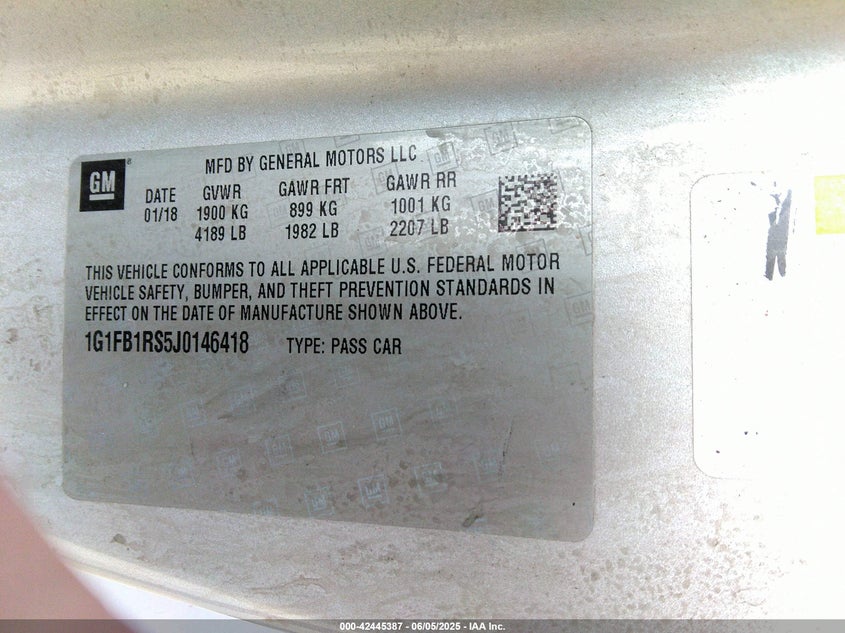 GM
MFD BY GENERAL MOTORS LLC
DATE GVWR GAWR FRT GAWR RR
01/18 1900 KG 899 KG 1001 KG
4189 LB 1982 LB 2207 LB
THIS VEHICLE CONFORMS TO ALL APPLICABLE U.S. FEDERAL MOTOR
VEHICLE SAFETY, BUMPER, AND THEFT PREVENTION STANDARDS IN
EFFECT ON THE DATE OF MANUFACTURE SHOWN ABOVE.
1G1FB1RS5J0146418 TYPE: PASS CAR
000-42445387 - 06/05/2025 - IAA Inc.